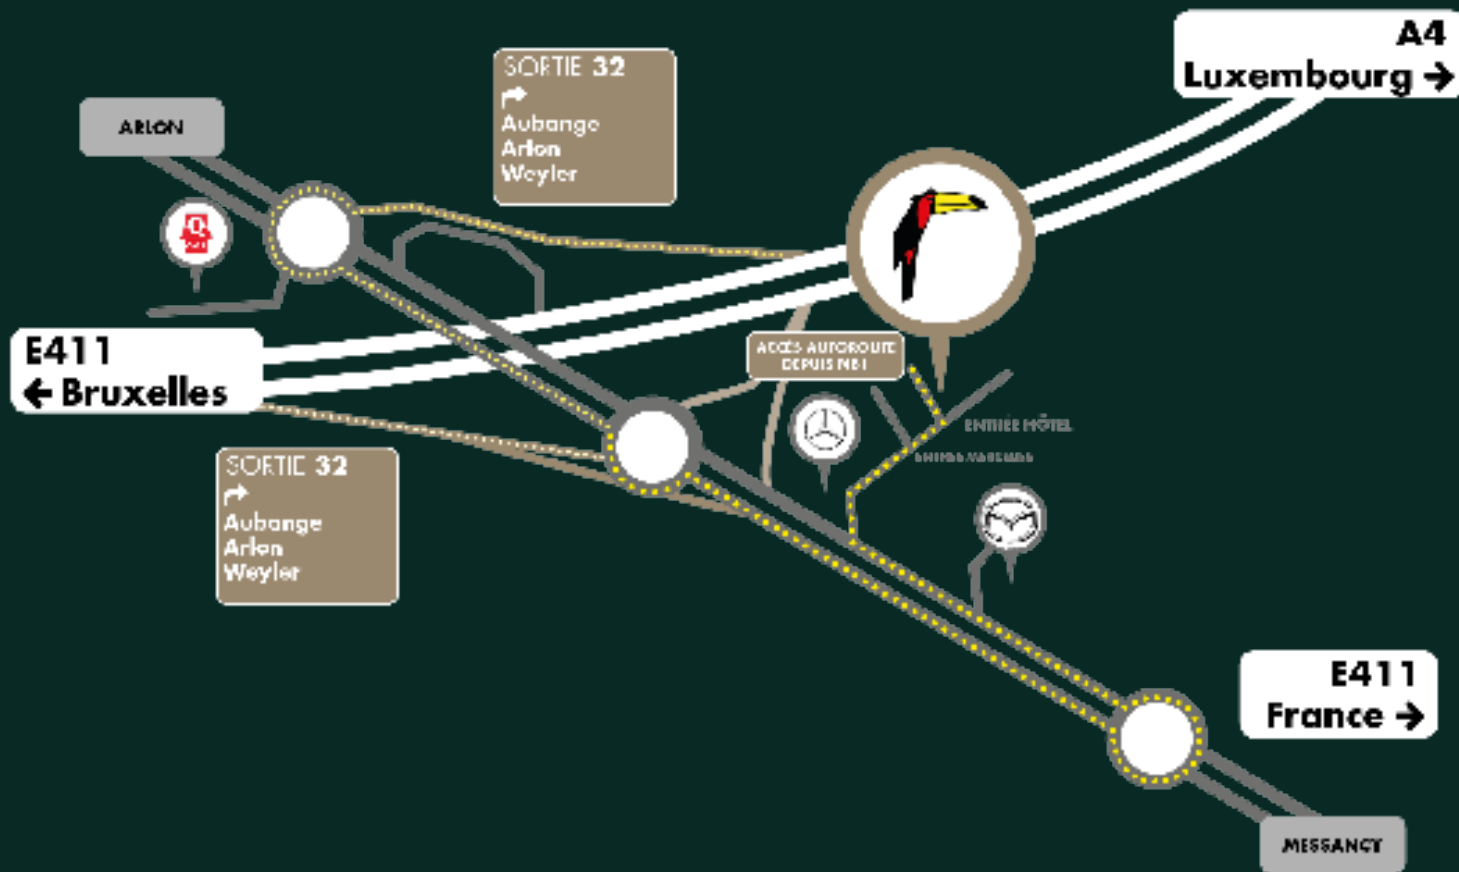 A4
Luxembourg →
SORTIE 32
Aubange
Arlon
Weyler
ARLON
E411
← Bruxelles
ACCÈS AUTOROUTE
DEPUIS N81
ENTRÉE HÔTEL
SORTIE 32
Aubange
Arlon
Weyler
E411
France →
MESSANCY